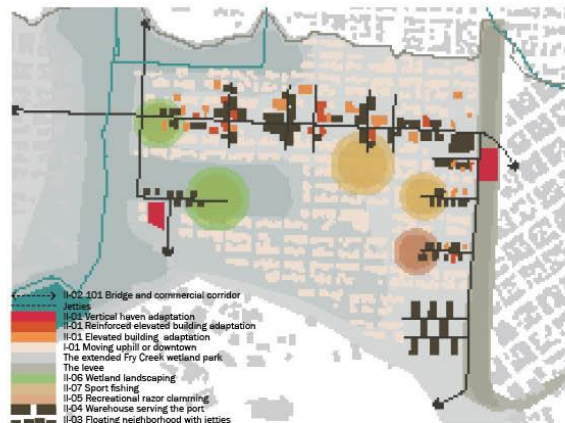 II-02 101 Bridge and commercial corridor
Jetties
II-01 Vertical haven adaptation
II-01 Reinforced elevated building adaptation
II-01 Elevated building adaptation
I-01 Moving uphill or downtown
The extended Fry Creek wetland park
The levee
II-06 Wetland landscaping
II-07 Sport fishing
II-05 Recreational razor clamming
II-04 Warehouse serving the port
II-03 Floating neighborhood with jetties